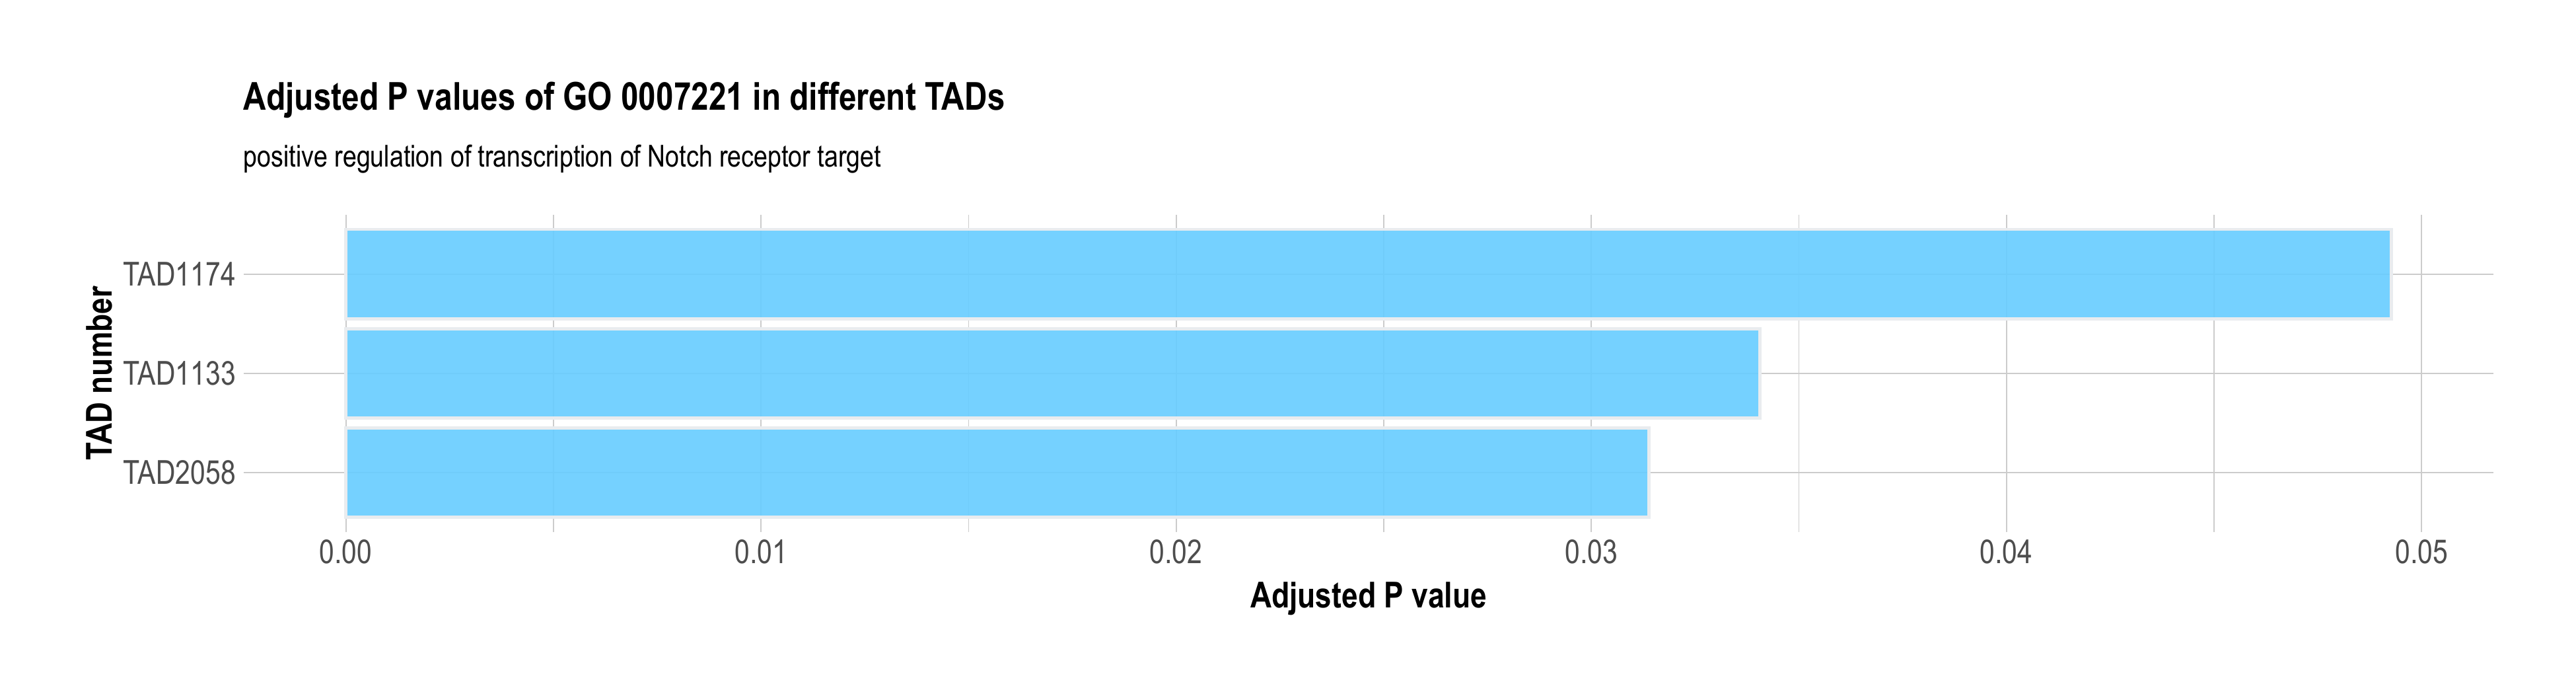 Adjusted P values of GO 0007221 in different TADs
positive regulation of transcription of Notch receptor target
TAD number
TAD1174
TAD1133
TAD2058
0.00 0.01 0.02 0.03 0.04 0.05
Adjusted P value